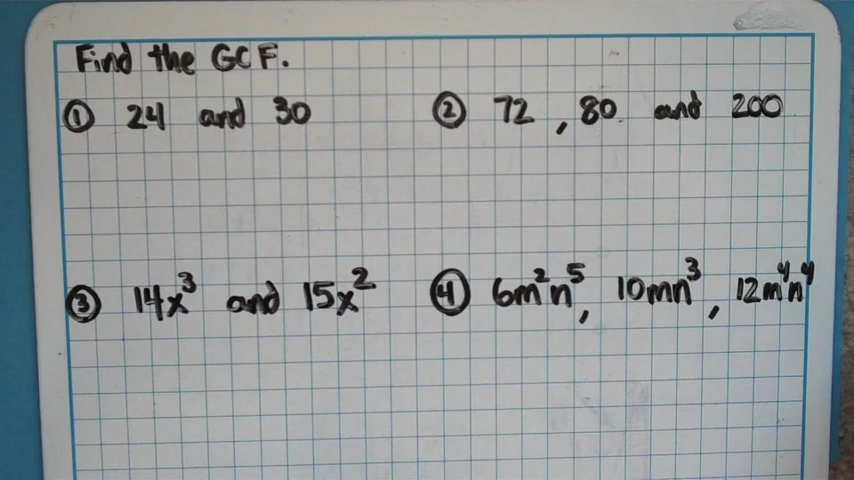 Find the GCF.
① 24 and 30
② 72, 80 and 200
③ 14x³ and 15x²
④ 6m²n⁵, 10mn³, 12m⁴n⁴